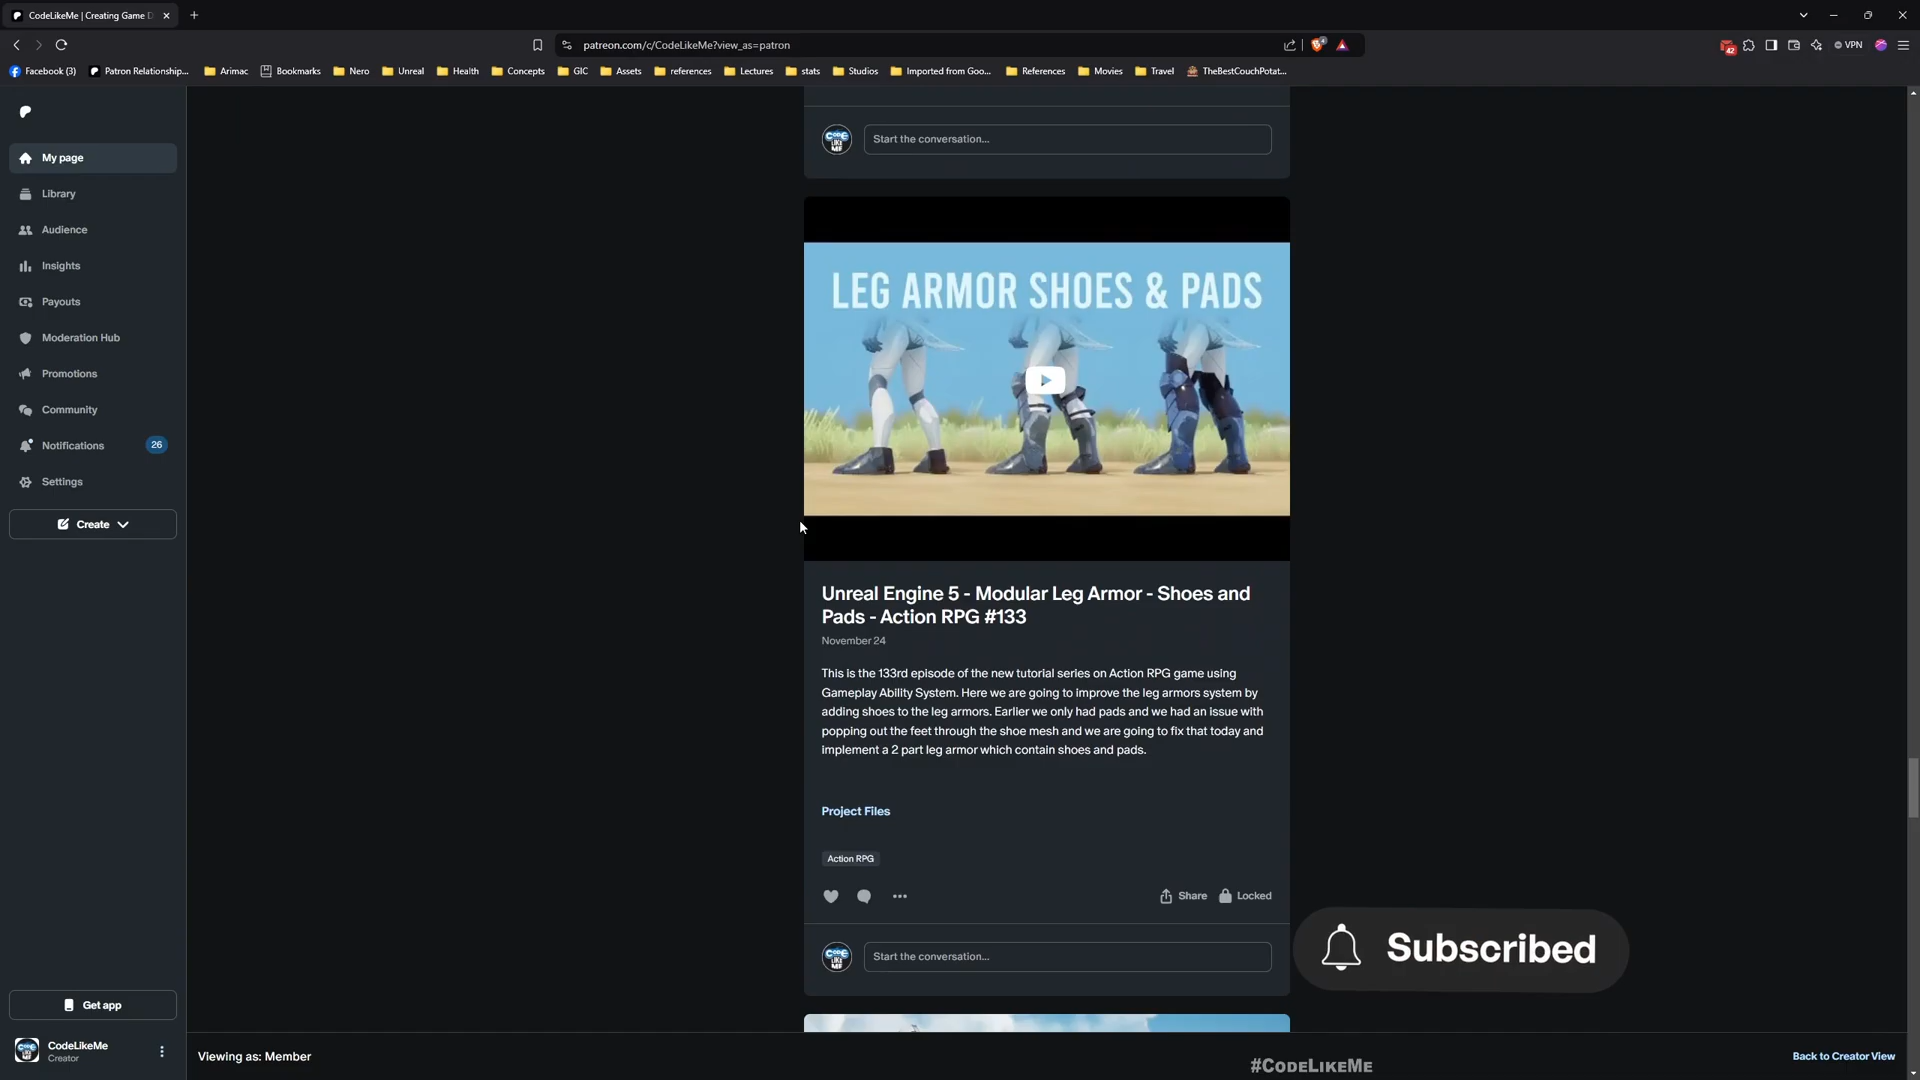 CodeLikeMe | Creating Game D
patreon.com/c/CodeLikeMe?view_as=patron
4
42
VPN
Facebook (3)
Patron Relationship...
Arimac
Bookmarks
Nero
Unreal
Health
Concepts
GIC
Assets
references
Lectures
stats
Studios
Imported from Goo...
References
Movies
Travel
TheBestCouchPotat...
My page
Library
Audience
Insights
Payouts
Moderation Hub
Promotions
Community
Notifications
26
Settings
Create
Get app
CodeLikeMe
Creator
CODE
LIKE
ME
Start the conversation...
LEG ARMOR SHOES & PADS
Unreal Engine 5 - Modular Leg Armor - Shoes and
Pads - Action RPG #133
November 24
This is the 133rd episode of the new tutorial series on Action RPG game using
Gameplay Ability System. Here we are going to improve the leg armors system by
adding shoes to the leg armors. Earlier we only had pads and we had an issue with
popping out the feet through the shoe mesh and we are going to fix that today and
implement a 2 part leg armor which contain shoes and pads.
Project Files
Action RPG
Share
Locked
CODE
LIKE
ME
Start the conversation...
Subscribed
Viewing as: Member
#CODELIKEME
Back to Creator View